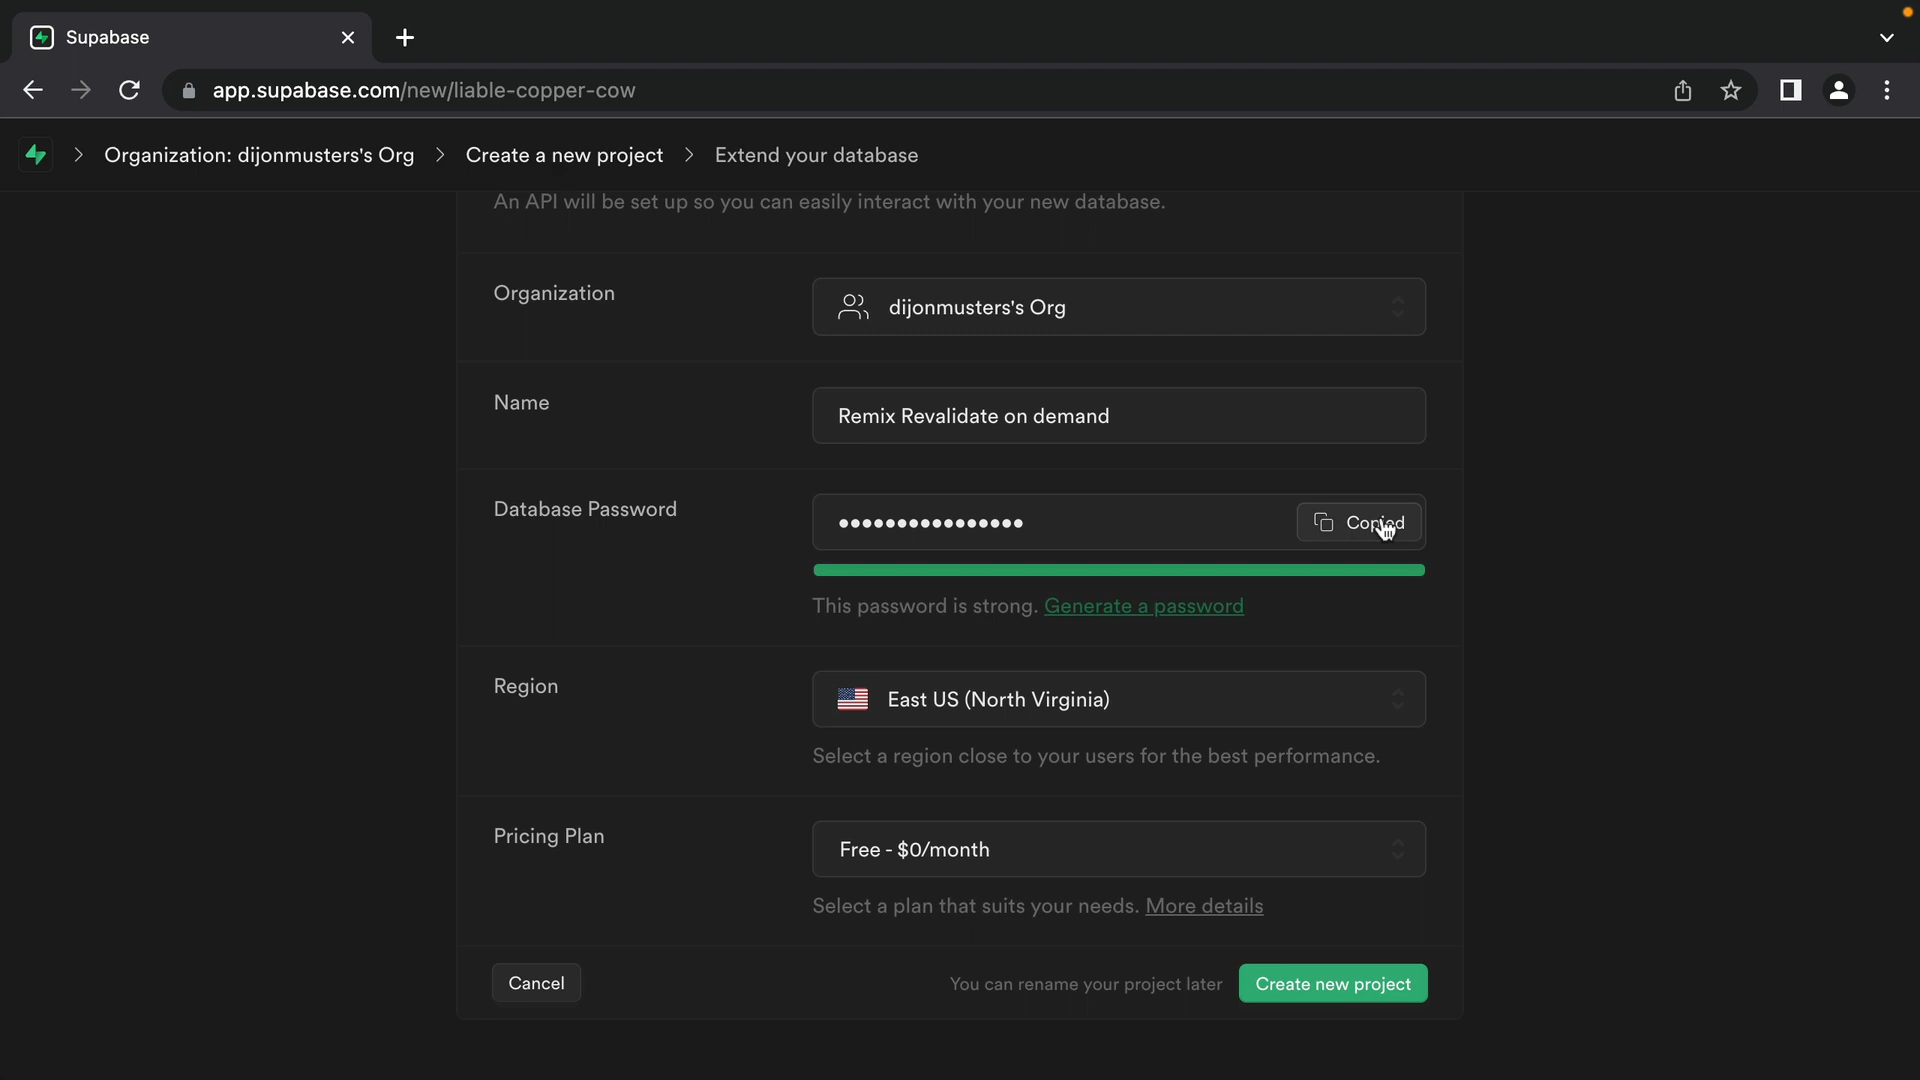 Supabase
app.supabase.com/new/liable-copper-cow
Organization: dijonmusters's Org > Create a new project > Extend your database
An API will be set up so you can easily interact with your new database.
Organization
dijonmusters's Org
Name
Remix Revalidate on demand
Database Password
••••••••••••••••
Copied
This password is strong. Generate a password
Region
East US (North Virginia)
Select a region close to your users for the best performance.
Pricing Plan
Free - $0/month
Select a plan that suits your needs. More details
Cancel
You can rename your project later
Create new project